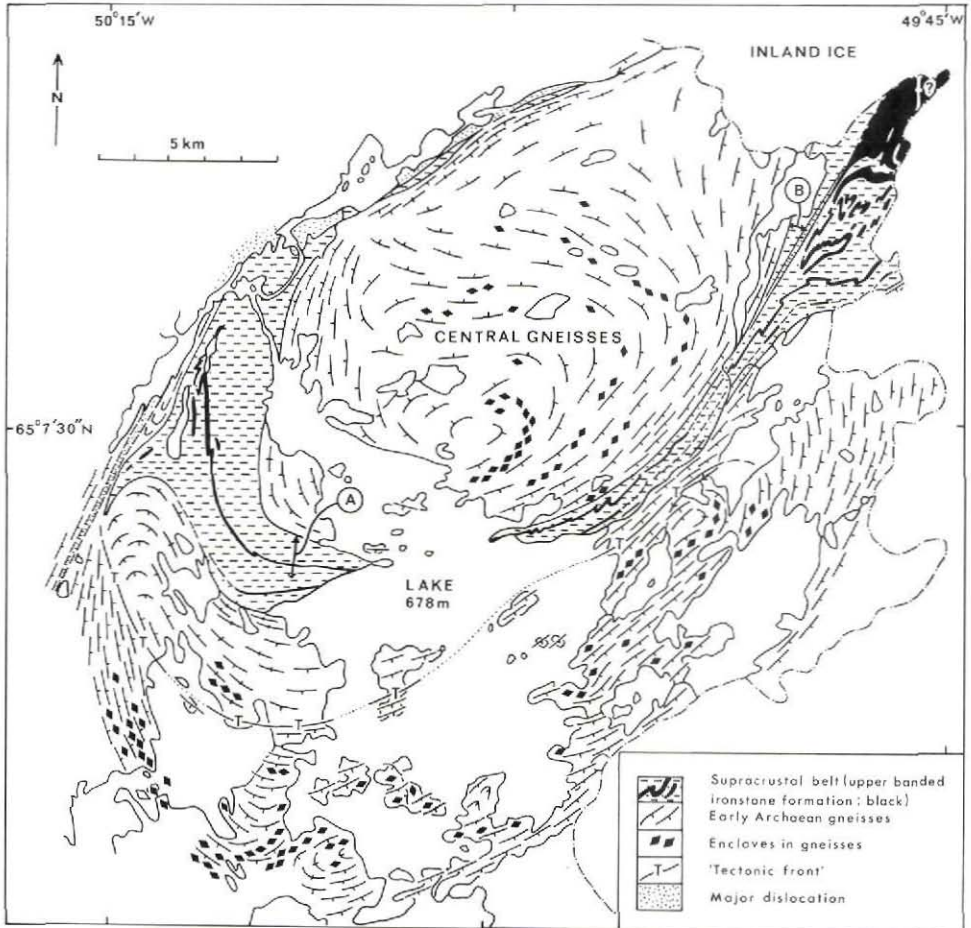 50°15′W
49°45′W
INLAND ICE
N
?
5 km
B
CENTRAL GNEISSES
65°7′30″N
A
LAKE
678m
T
T
T
T
T
T
Supracrustal belt (upper banded
ironstone formation: black)
Early Archaean gneisses
Enclaves in gneisses
T
'Tectonic front'
Major dislocation